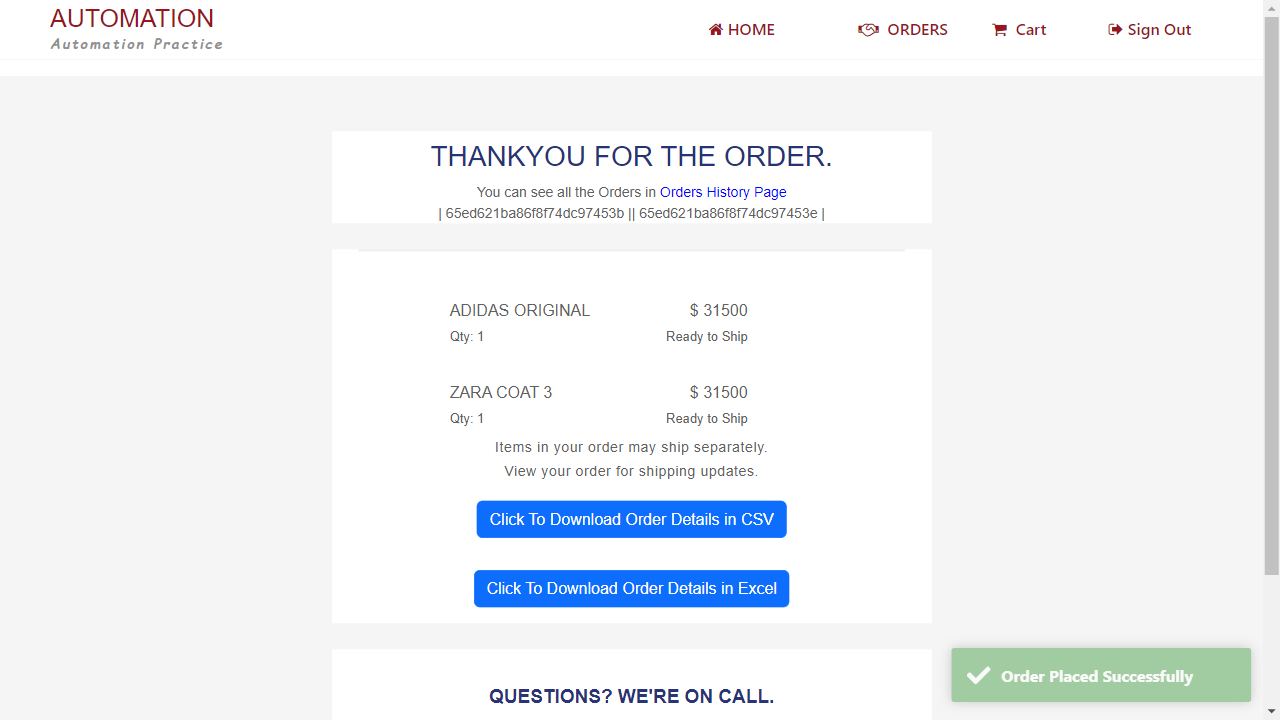 AUTOMATION
Automation Practice
HOME ORDERS Cart Sign Out
THANKYOU FOR THE ORDER.
You can see all the Orders in Orders History Page
| 65ed621ba86f8f74dc97453b || 65ed621ba86f8f74dc97453e |
ADIDAS ORIGINAL $ 31500
Qty: 1 Ready to Ship
ZARA COAT 3 $ 31500
Qty: 1 Ready to Ship
Items in your order may ship separately.
View your order for shipping updates.
Click To Download Order Details in CSV
Click To Download Order Details in Excel
Order Placed Successfully
QUESTIONS? WE'RE ON CALL.